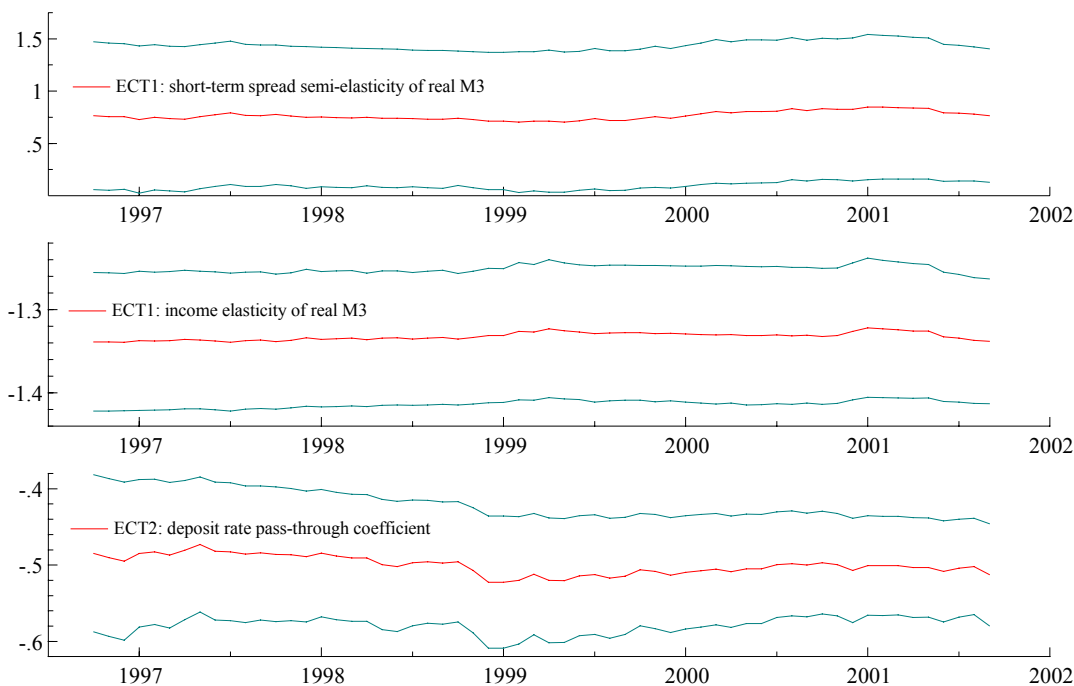 1.5
ECT1: short-term spread semi-elasticity of real M3
1
.5
1997 1998 1999 2000 2001 2002
-1.3
ECT1: income elasticity of real M3
-1.4
1997 1998 1999 2000 2001 2002
-.4
ECT2: deposit rate pass-through coefficient
-.5
-.6
1997 1998 1999 2000 2001 2002